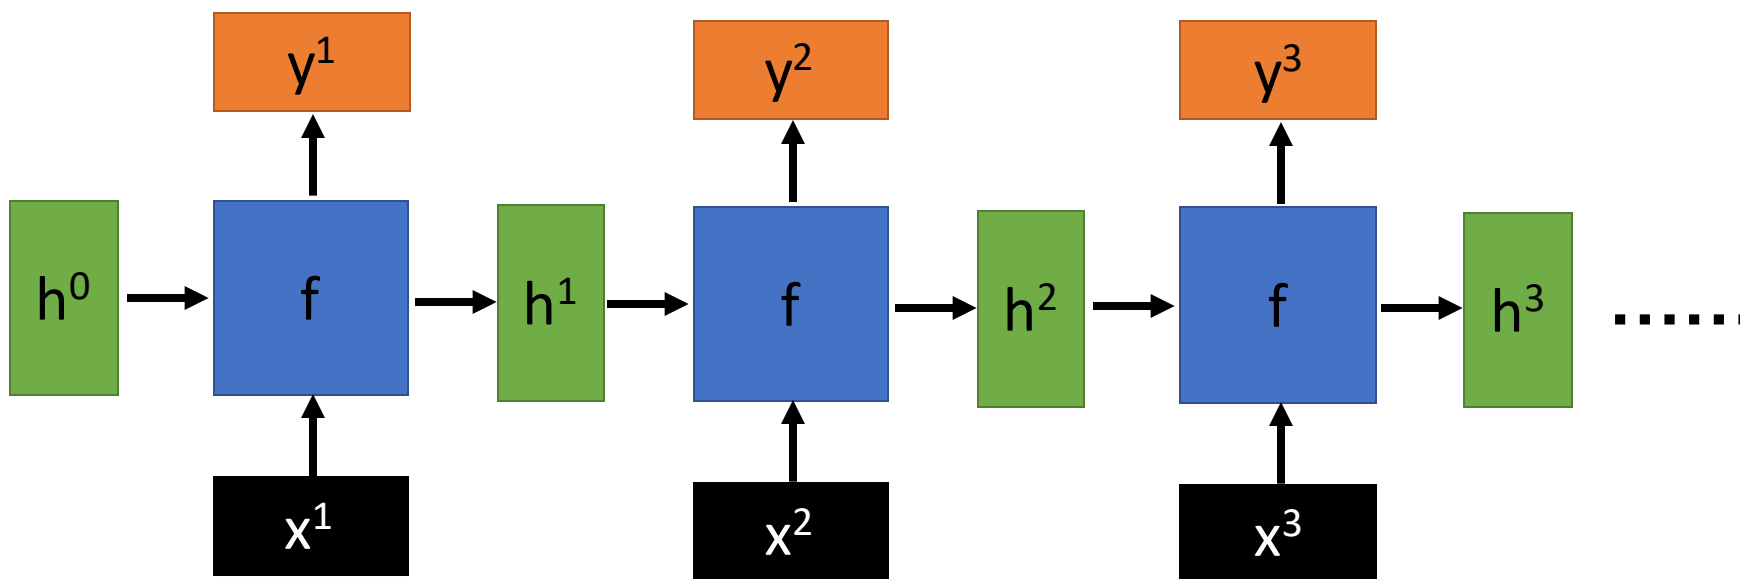 y¹ y² y³
h⁰ f h¹ f h² f h³ ......
x¹ x² x³